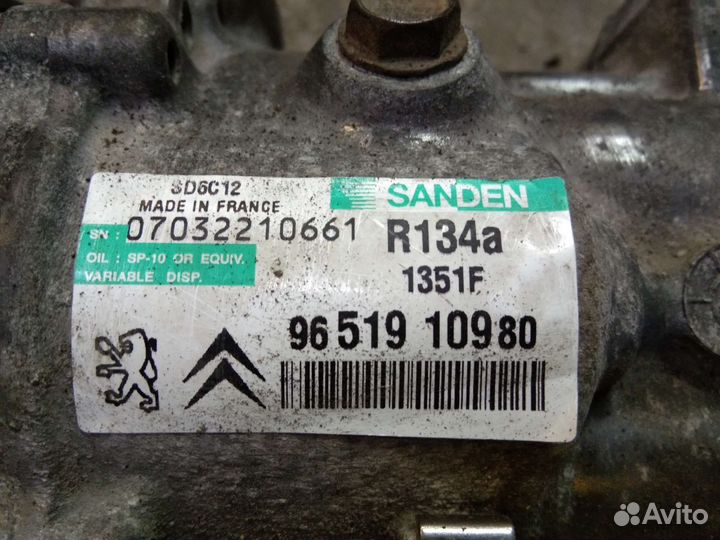 SD6C12
MADE IN FRANCE
SANDEN
SN: 07032210661
R134a
OIL : SP-10 OR EQUIV.
VARIABLE DISP.
1351F
96 519 109 80
Avito